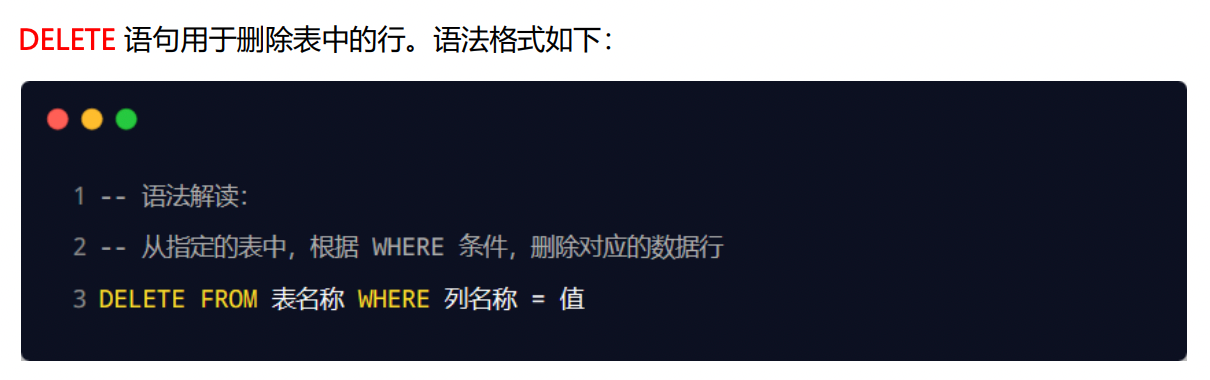 DELETE 语句用于删除表中的行。语法格式如下：
1 -- 语法解读：
2 -- 从指定的表中，根据 WHERE 条件，删除对应的数据行
3 DELETE FROM 表名称 WHERE 列名称 = 值